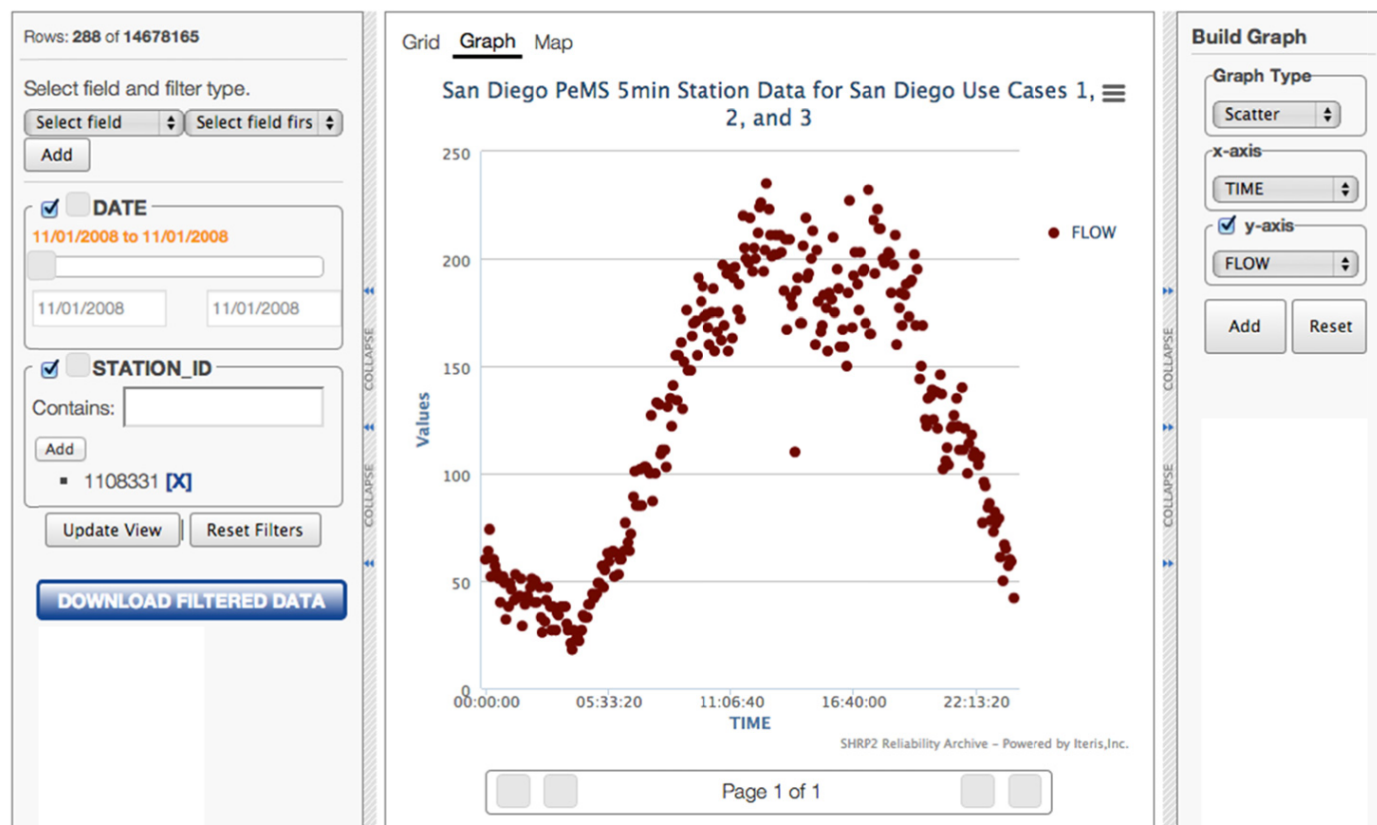 Rows: 288 of 14678165
Select field and filter type.
Select field Select field firs
Add
DATE
11/01/2008 to 11/01/2008
11/01/2008 11/01/2008
STATION_ID
Contains:
Add
1108331 [X]
Update View | Reset Filters
DOWNLOAD FILTERED DATA
COLLAPSE
COLLAPSE
Grid Graph Map
San Diego PeMS 5min Station Data for San Diego Use Cases 1,
2, and 3
250
200
150
100
50
0
Values
00:00:00 05:33:20 11:06:40 16:40:00 22:13:20
TIME
FLOW
SHRP2 Reliability Archive - Powered by Iteris,Inc.
Page 1 of 1
COLLAPSE
COLLAPSE
Build Graph
Graph Type
Scatter
x-axis
TIME
y-axis
FLOW
Add Reset